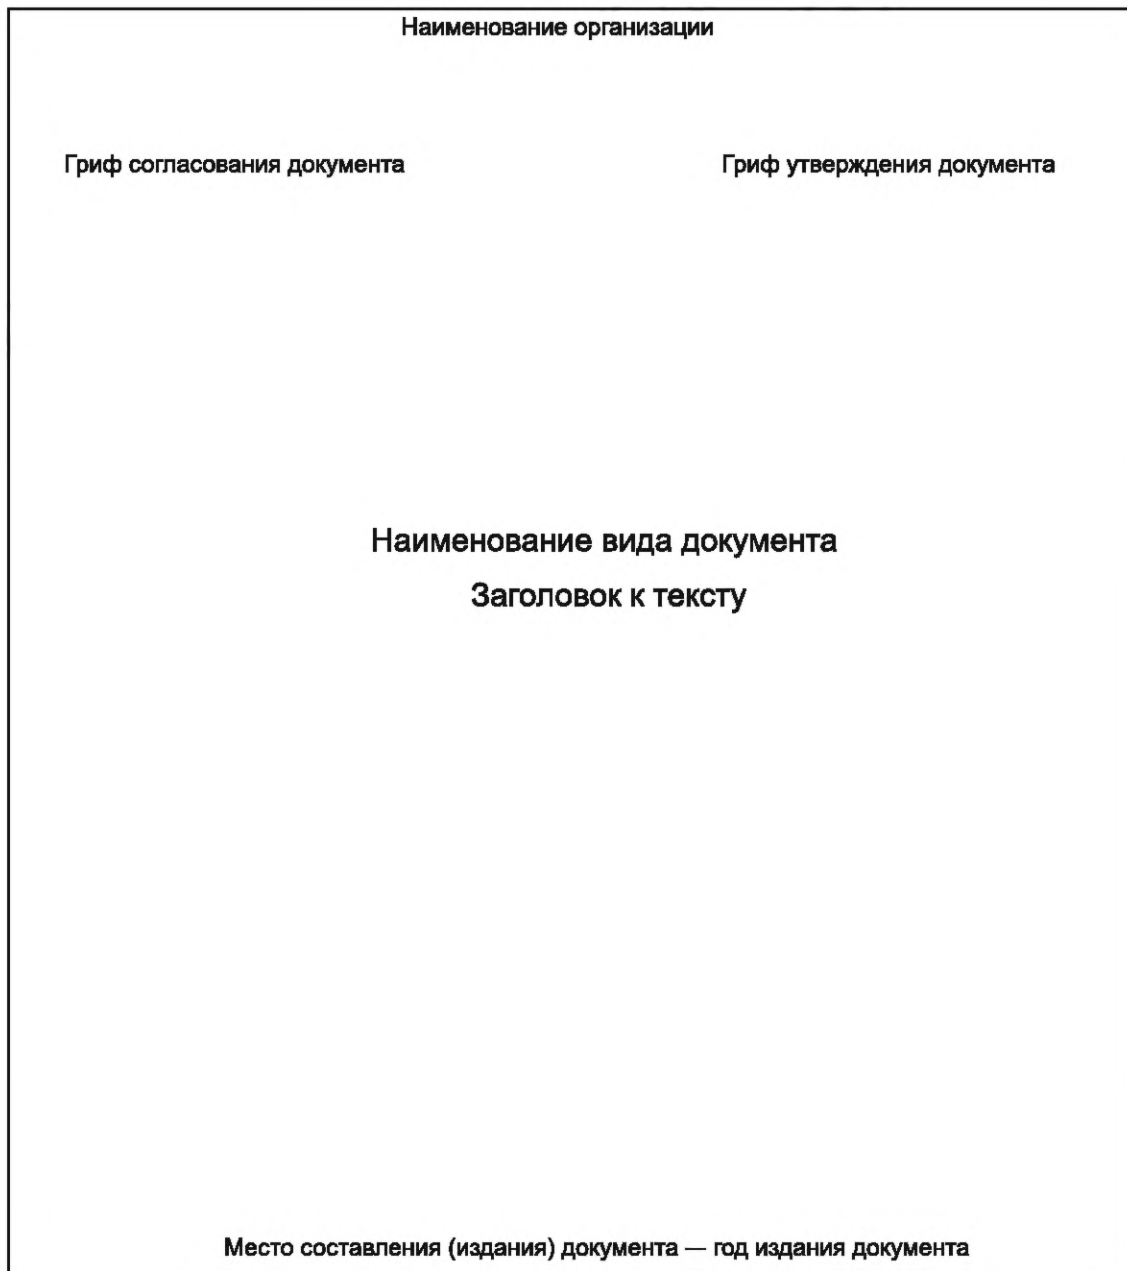 Наименование организации
Гриф согласования документа
Гриф утверждения документа
Наименование вида документа
Заголовок к тексту
Место составления (издания) документа — год издания документа